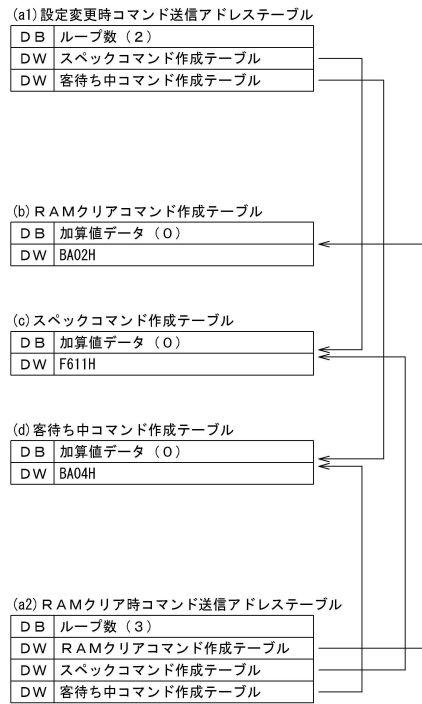 (a1)設定変更時コマンド送信アドレステーブル
ＤＢ ループ数（２）
ＤＷ スペックコマンド作成テーブル
ＤＷ 客待ち中コマンド作成テーブル
(b)ＲＡＭクリアコマンド作成テーブル
ＤＢ 加算値データ（０）
ＤＷ BA02H
(c)スペックコマンド作成テーブル
ＤＢ 加算値データ（０）
ＤＷ F611H
(d)客待ち中コマンド作成テーブル
ＤＢ 加算値データ（０）
ＤＷ BA04H
(a2)ＲＡＭクリア時コマンド送信アドレステーブル
ＤＢ ループ数（３）
ＤＷ ＲＡＭクリアコマンド作成テーブル
ＤＷ スペックコマンド作成テーブル
ＤＷ 客待ち中コマンド作成テーブル